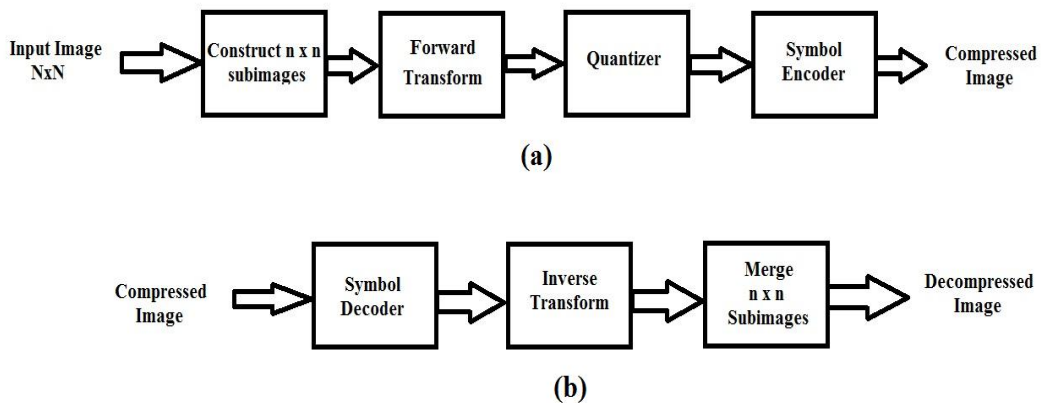 Input Image
NxN
Construct n x n
subimages
Forward
Transform
Quantizer
Symbol
Encoder
Compressed
Image
(a)
Compressed
Image
Symbol
Decoder
Inverse
Transform
Merge
n x n
Subimages
Decompressed
Image
(b)